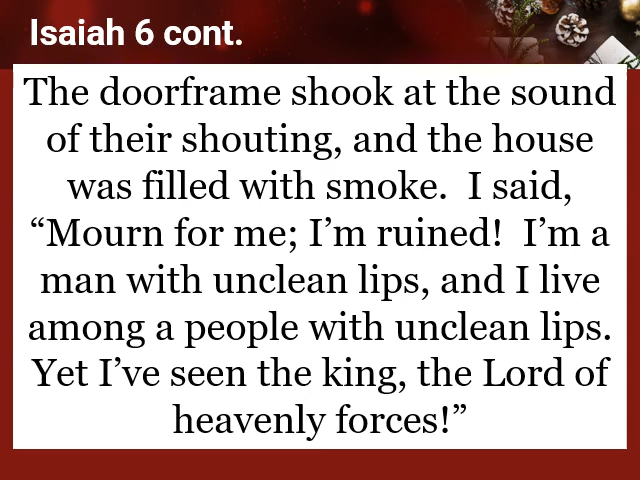 Isaiah 6 cont.
The doorframe shook at the sound
of their shouting, and the house
was filled with smoke.  I said,
“Mourn for me; I’m ruined!  I’m a
man with unclean lips, and I live
among a people with unclean lips.
Yet I’ve seen the king, the Lord of
heavenly forces!”